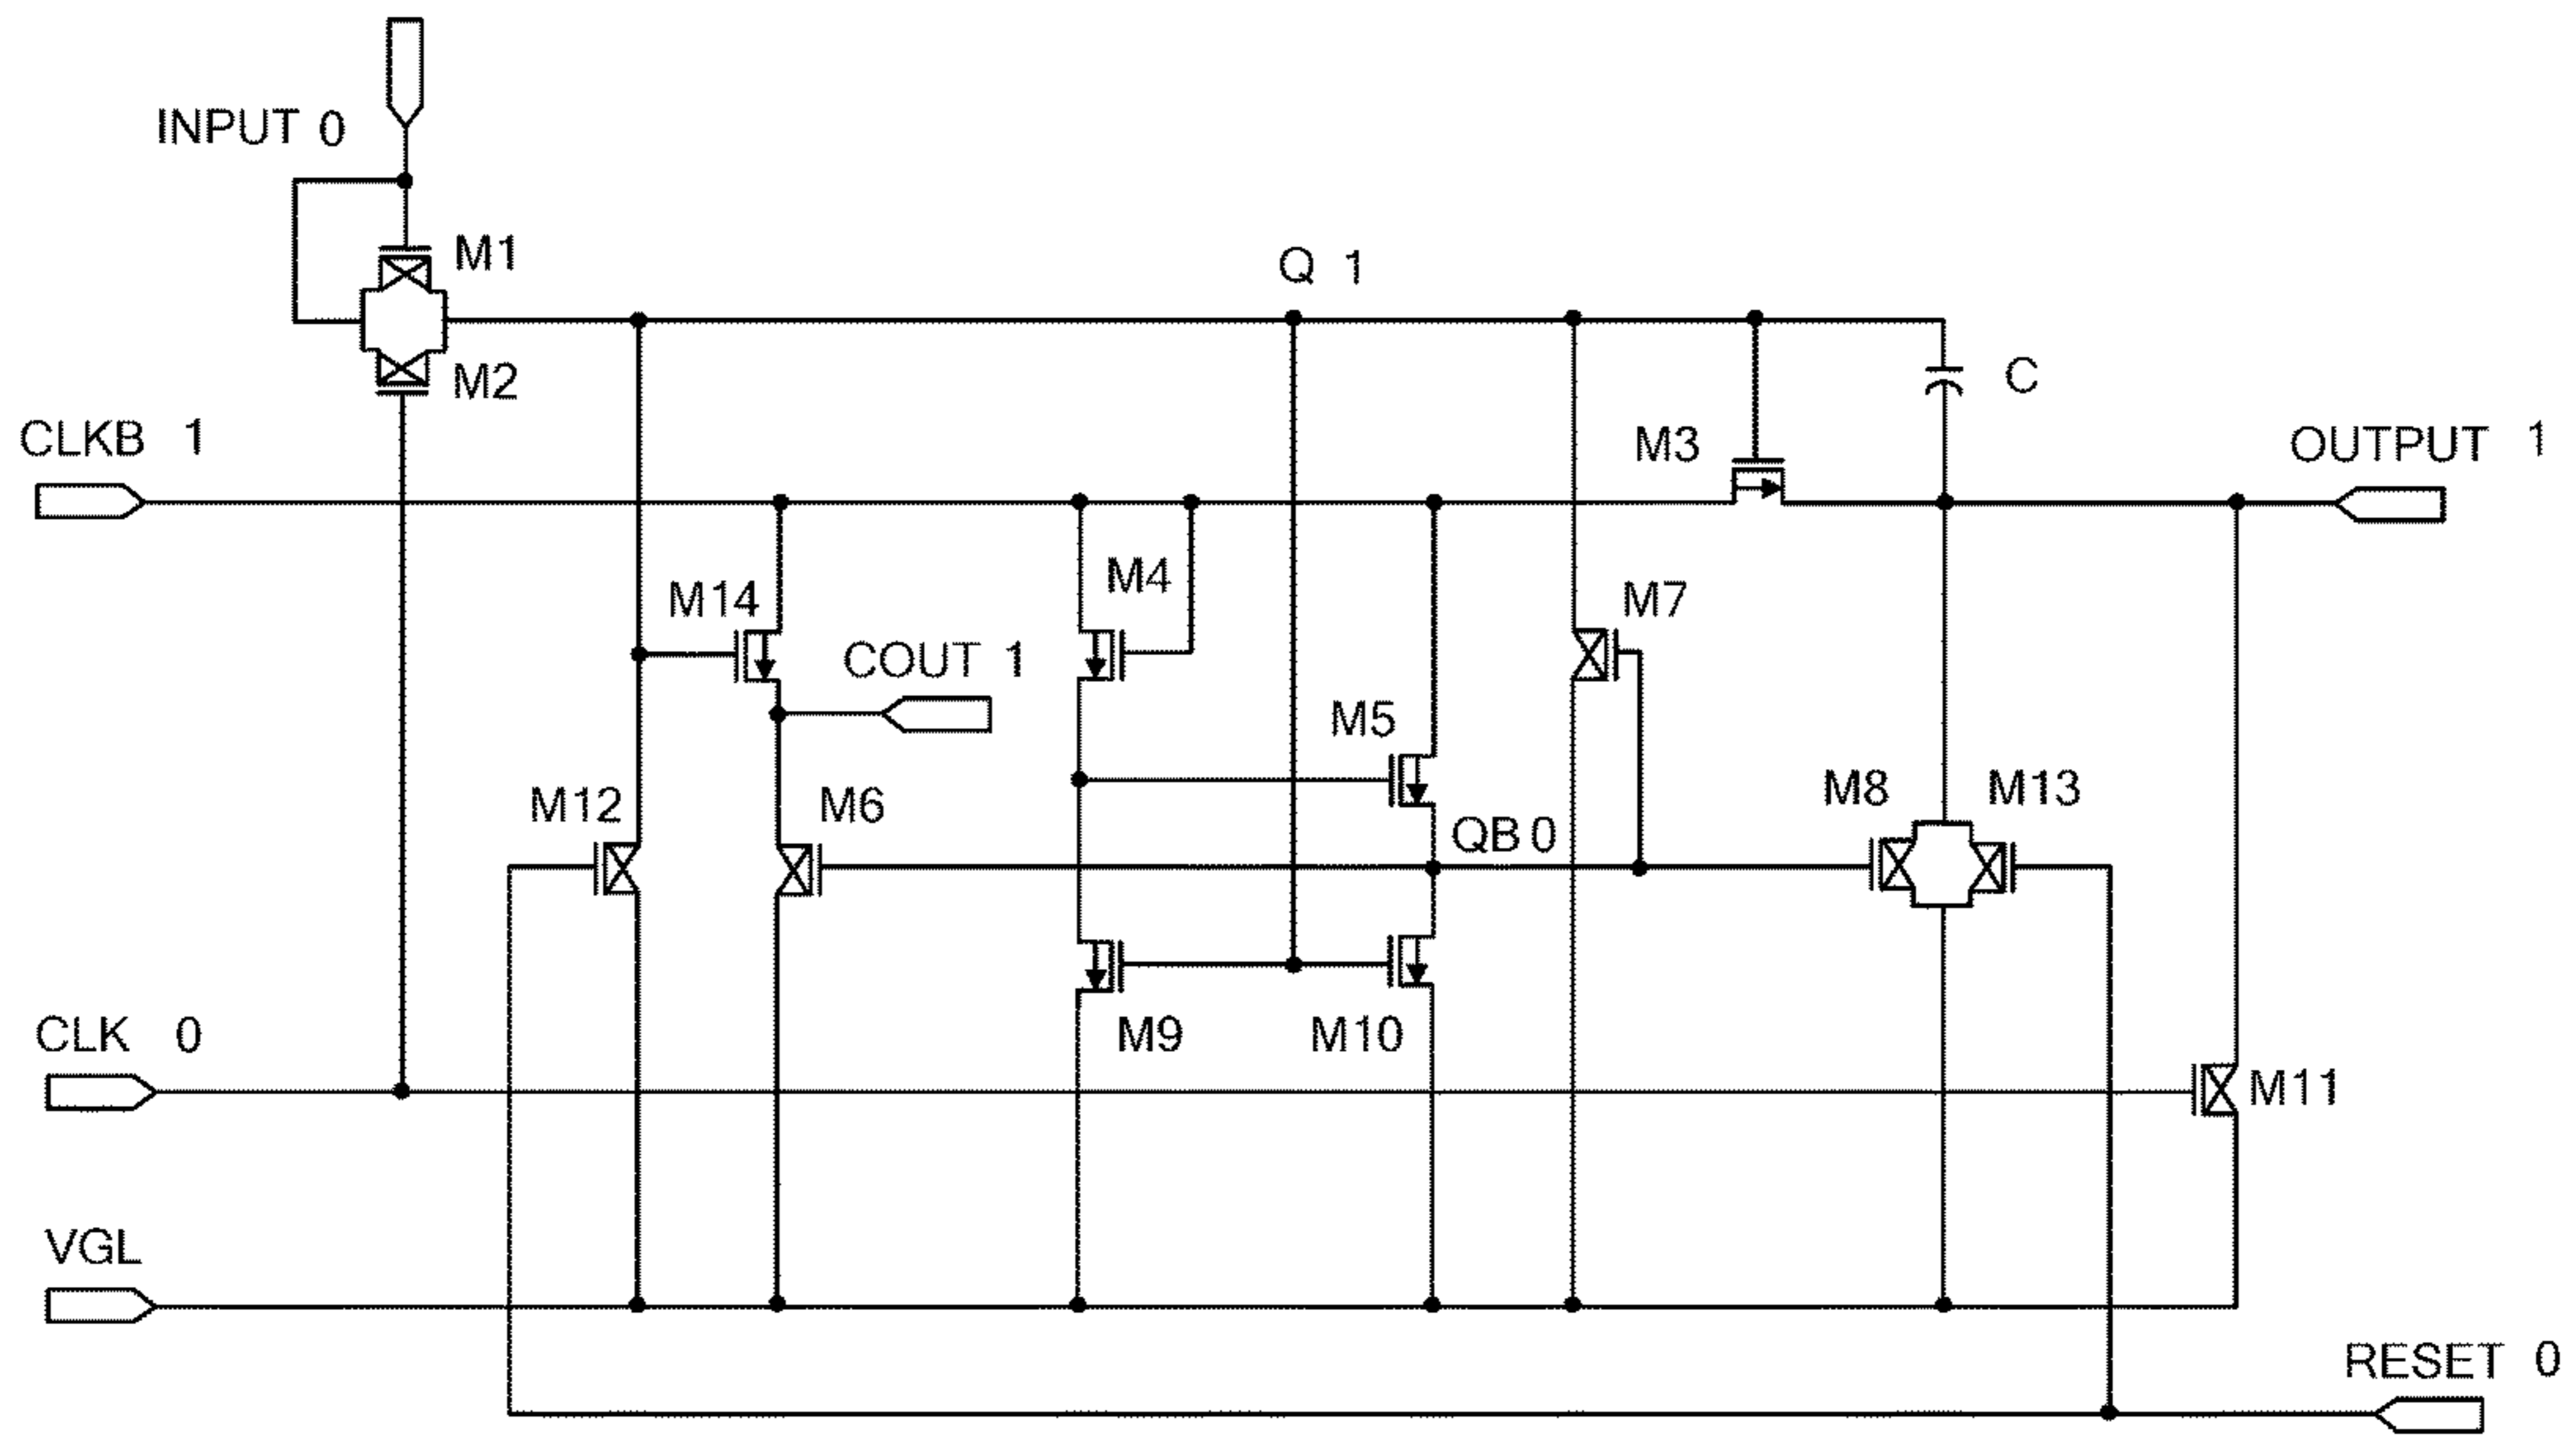 INPUT 0
M1
Q 1
M2
C
CLKB 1
M3
OUTPUT 1
M14
M4
M7
COUT 1
M5
M12
M6
QB 0
M8
M13
CLK 0
M9
M10
M11
VGL
RESET 0